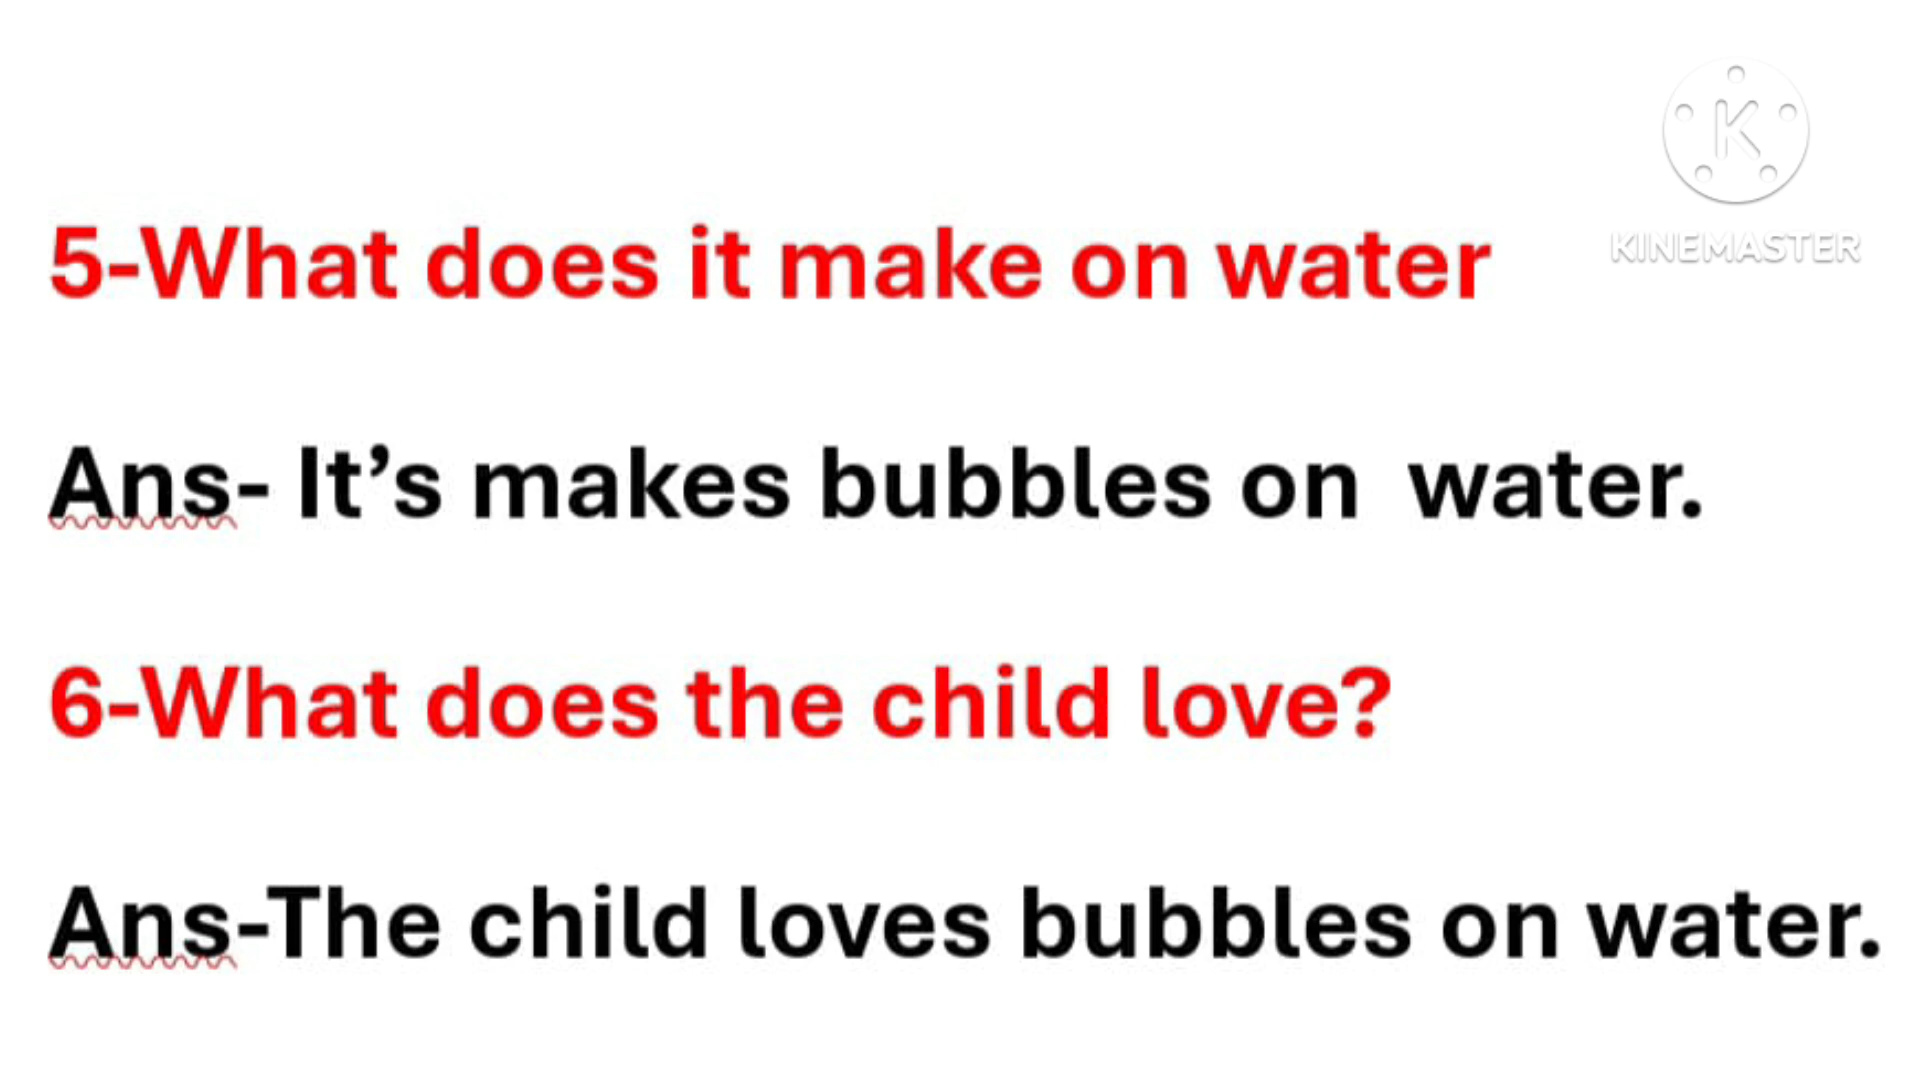 KINEMASTER
5-What does it make on water
Ans- It’s makes bubbles on  water.
6-What does the child love?
Ans-The child loves bubbles on water.